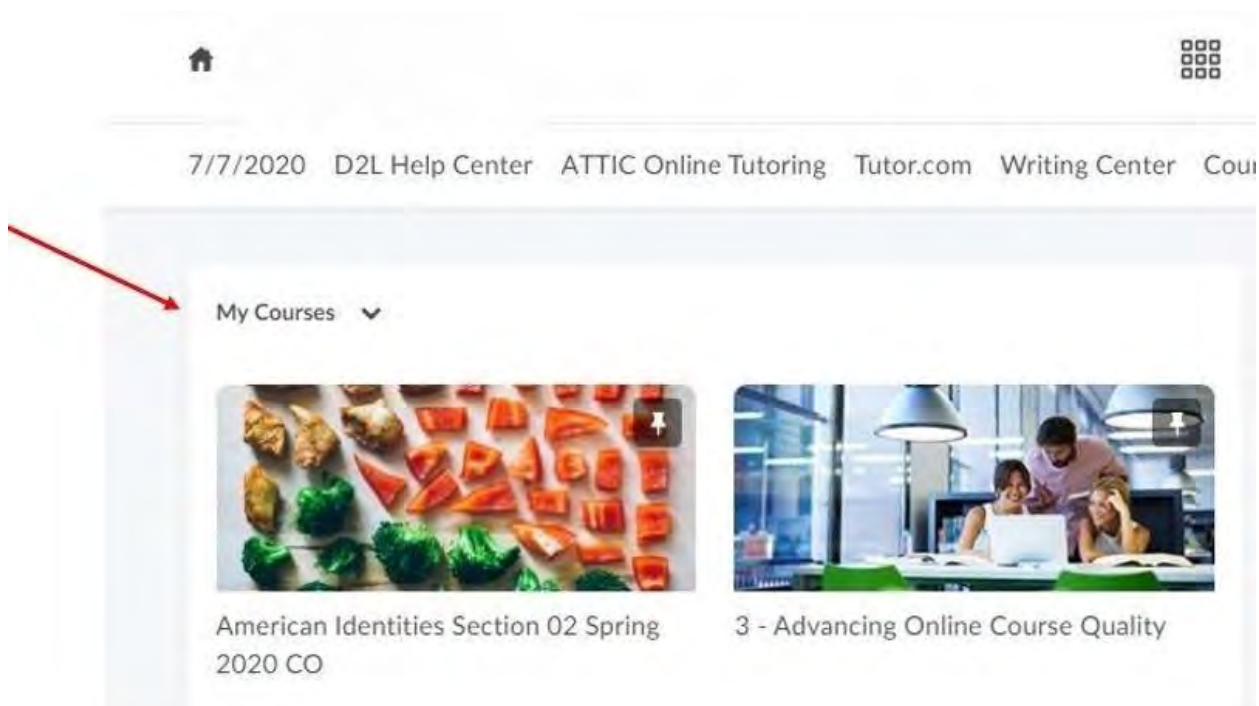 7/7/2020 D2L Help Center ATTIC Online Tutoring Tutor.com Writing Center Cour
My Courses
American Identities Section 02 Spring
2020 CO
3 - Advancing Online Course Quality